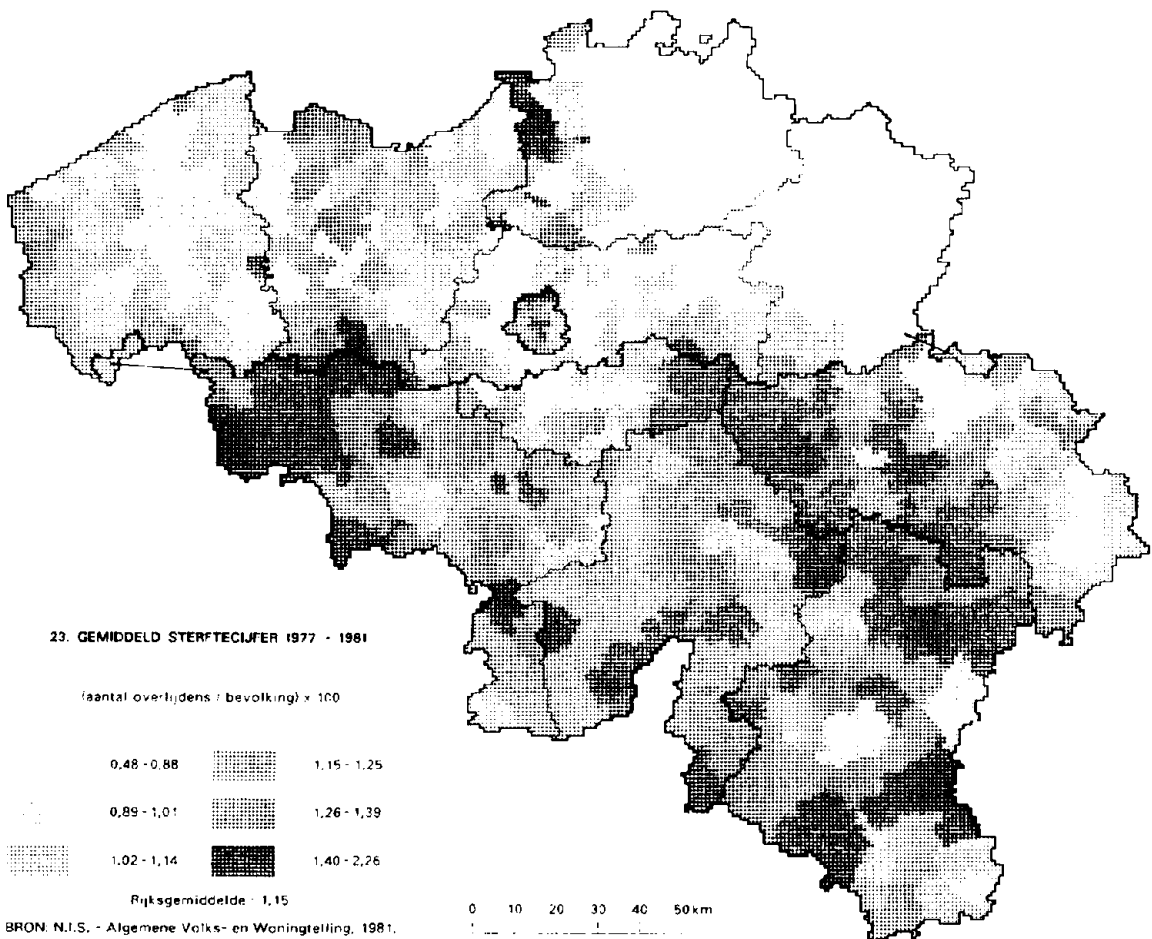 23. GEMIDDELD STERFTECIJFER 1977 - 1981
(aantal overlijdens / bevolking) x 100
0,48 - 0,88 1,15 - 1,25
0,89 - 1,01 1,26 - 1,39
1,02 - 1,14 1,40 - 2,26
Rijksgemiddelde - 1,15
BRON: N.I.S. - Algemene Volks- en Woningtelling, 1981.
0 10 20 30 40 50 km